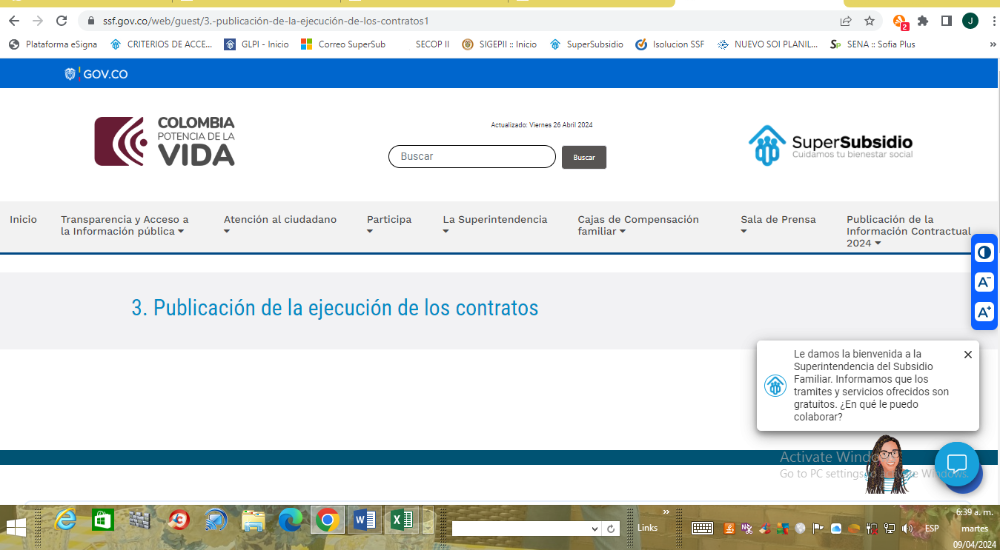 ssf.gov.co/web/guest/3.-publicación-de-la-ejecución-de-los-contratos1
2
J
Plataforma eSigna
CRITERIOS DE ACCE...
GLPI - Inicio
Correo SuperSub
SECOP II
SIGEPII :: Inicio
SuperSubsidio
Isolucion SSF
NUEVO SOI PLANIL...
SENA :: Sofia Plus
»
GOV.CO
COLOMBIA
POTENCIA DE LA
VIDA
Actualizado: Viernes 26 Abril 2024
Buscar
Buscar
SuperSubsidio
Cuidamos tu bienestar social
Inicio
Transparencia y Acceso a
la Información pública
Atención al ciudadano
Participa
La Superintendencia
Cajas de Compensación
familiar
Sala de Prensa
Publicación de la
Información Contractual
2024
A-
A+
3. Publicación de la ejecución de los contratos
Le damos la bienvenida a la
Superintendencia del Subsidio
Familiar. Informamos que los
tramites y servicios ofrecidos son
gratuitos. ¿En qué le puedo
colaborar?
Activate Windows
Go to PC settings to activate Windows.
»
Links
ESP
6:39 a. m.
martes
09/04/2024